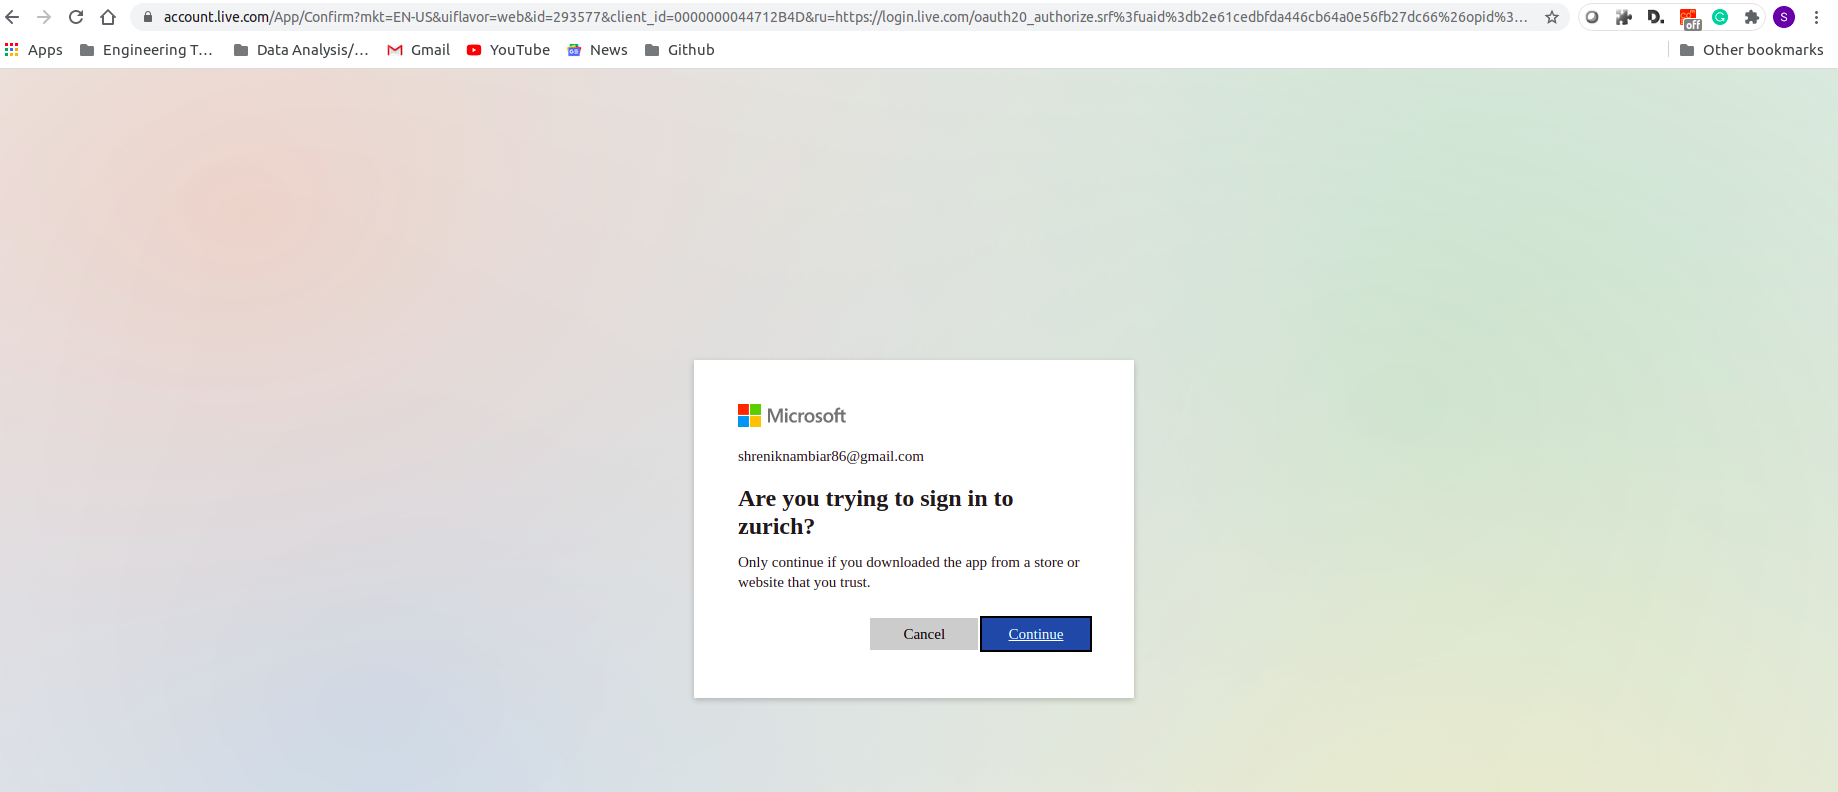 account.live.com/App/Confirm?mkt=EN-US&uiflavor=web&id=293577&client_id=0000000044712B4D&ru=https://login.live.com/oauth20_authorize.srf%3fuaid%3db2e61cedbfda446cb64a0e56fb27dc66%26opid%3...
D.
off
G
S
Apps
Engineering T...
Data Analysis/...
Gmail
YouTube
News
Github
Other bookmarks
Microsoft
shreniknambiar86@gmail.com
Are you trying to sign in to
zurich?
Only continue if you downloaded the app from a store or
website that you trust.
Cancel
Continue